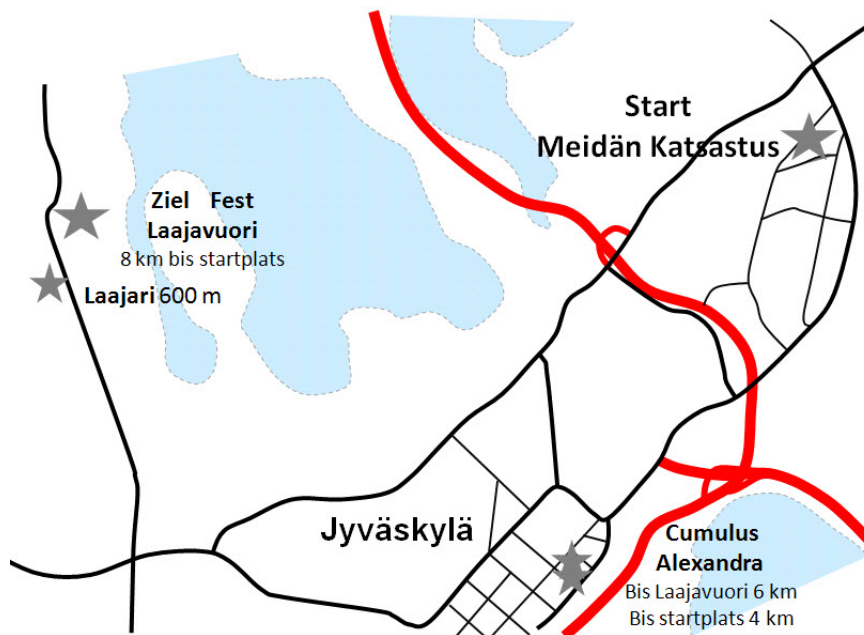 Start
Meidän Katsastus
Ziel Fest
Laajavuori
8 km bis startplats
Laajari 600 m
Jyväskylä
Cumulus
Alexandra
Bis Laajavuori 6 km
Bis startplats 4 km